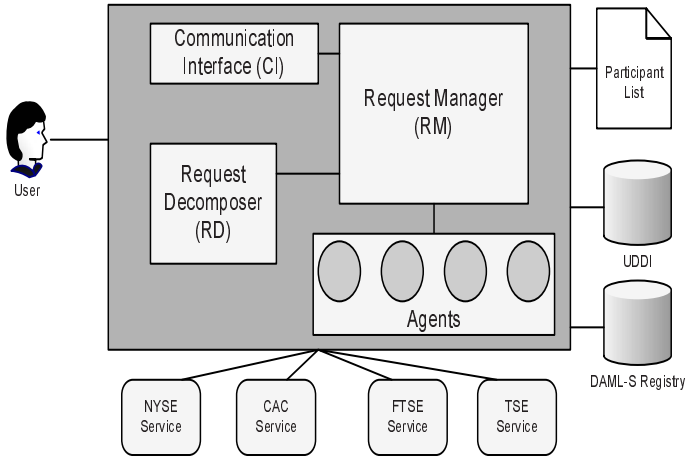 Communication
Interface (CI)
Request Manager
(RM)
Participant
List
User
Request
Decomposer
(RD)
UDDI
Agents
DAML-S Registry
NYSE
Service
CAC
Service
FTSE
Service
TSE
Service